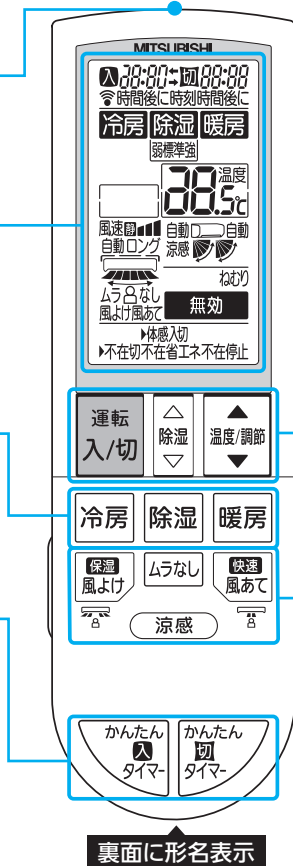 MITSUBISHI
入88:88⇆切88:88
時間後に時刻時間後に
冷房 除湿 暖房
弱標準強
温度
88.5℃
風速静 自動 自動
自動ロング 涼感
ねむり
ムラなし
風よけ風あて 無効
▶体感入切
▶不在切不在省エネ不在停止
運転
入/切
△
除湿
▽
▲
温度/調節
▼
冷房 除湿 暖房
保湿
風よけ
ムラなし
快速
風あて
涼感
かんたん
入
タイマー
かんたん
切
タイマー
裏面に形名表示